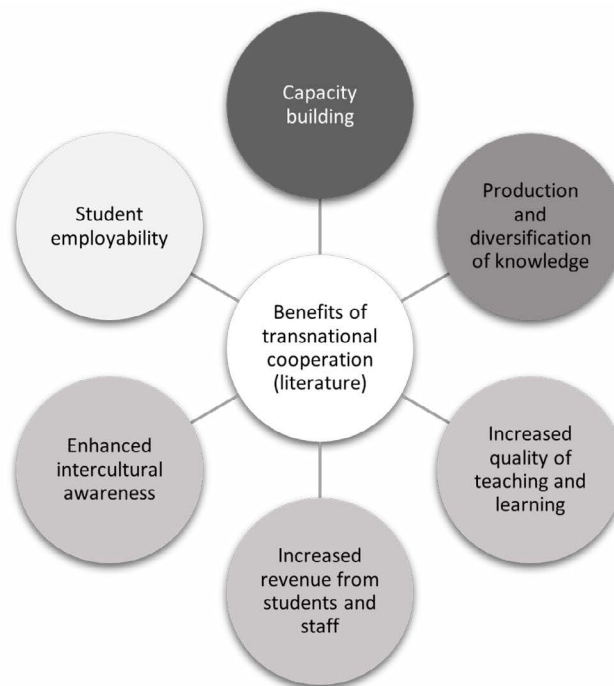 Capacity
building
Production
and
diversification
of knowledge
Student
employability
Benefits of
transnational
cooperation
(literature)
Increased
quality of
teaching and
learning
Enhanced
intercultural
awareness
Increased
revenue from
students and
staff